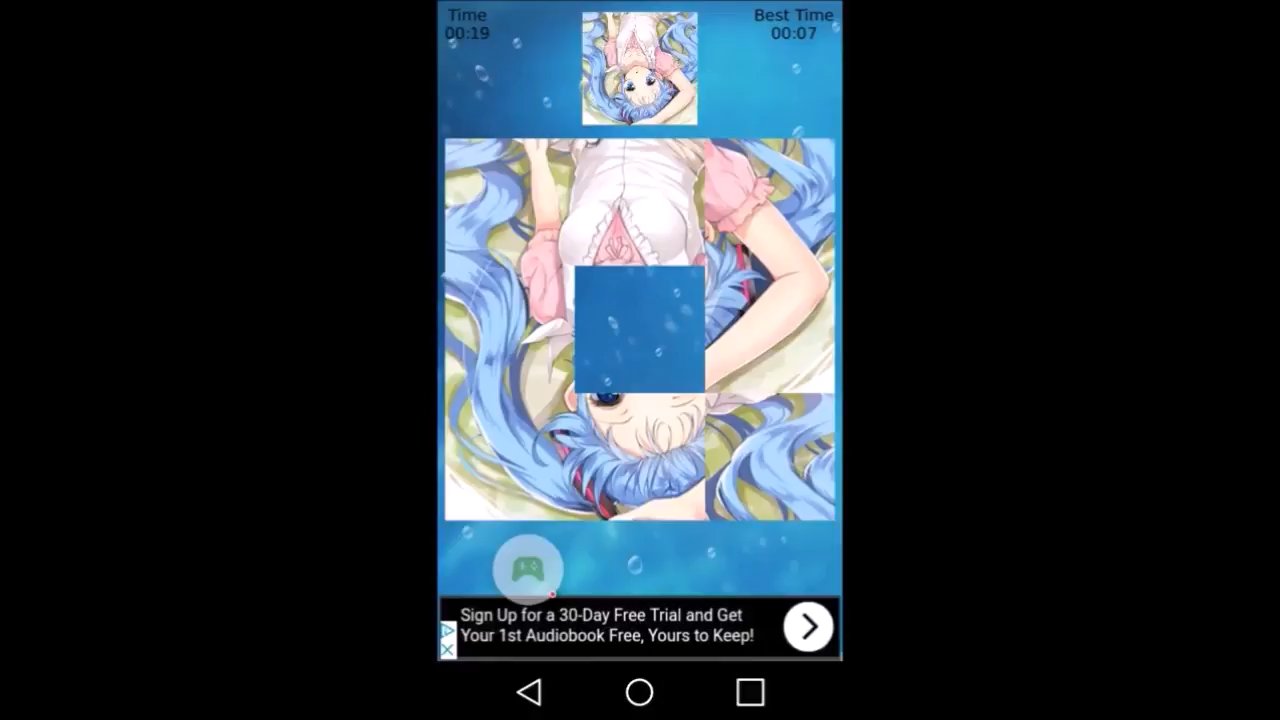 Time
00:19
Best Time
00:07
Sign Up for a 30-Day Free Trial and Get
Your 1st Audiobook Free, Yours to Keep!